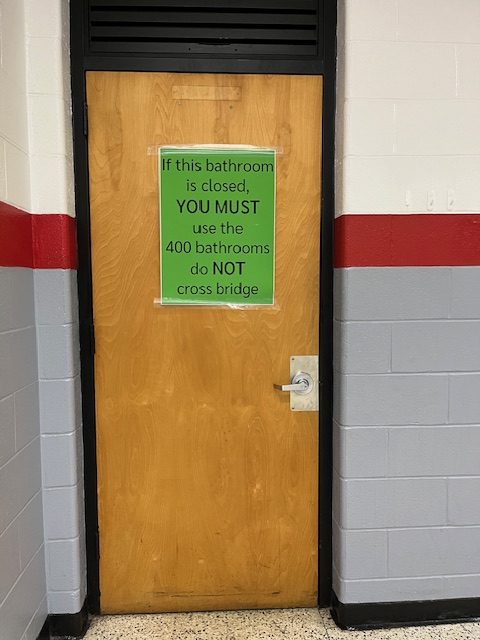 If this bathroom
is closed,
YOU MUST
use the
400 bathrooms
do NOT
cross bridge